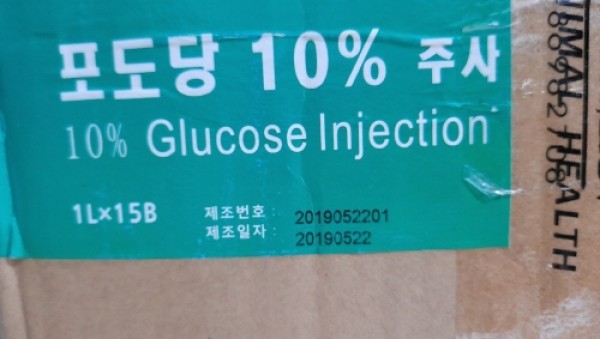 포도당 10% 주사
10% Glucose Injection
1L×15B
제조번호: 2019052201
제조일자: 20190522
HEALTH